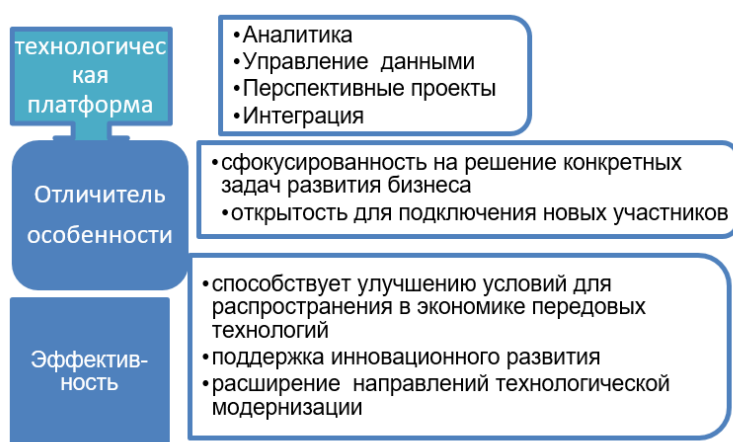 технологичес
кая
платформа
•Аналитика
•Управление данными
•Перспективные проекты
•Интеграция
Отличитель
особенности
•сфокусированность на решение конкретных
задач развития бизнеса
•открытость для подключения новых участников
Эффектив-
ность
•способствует улучшению условий для
распространения в экономике передовых
технологий
•поддержка инновационного развития
•расширение направлений технологической
модернизации